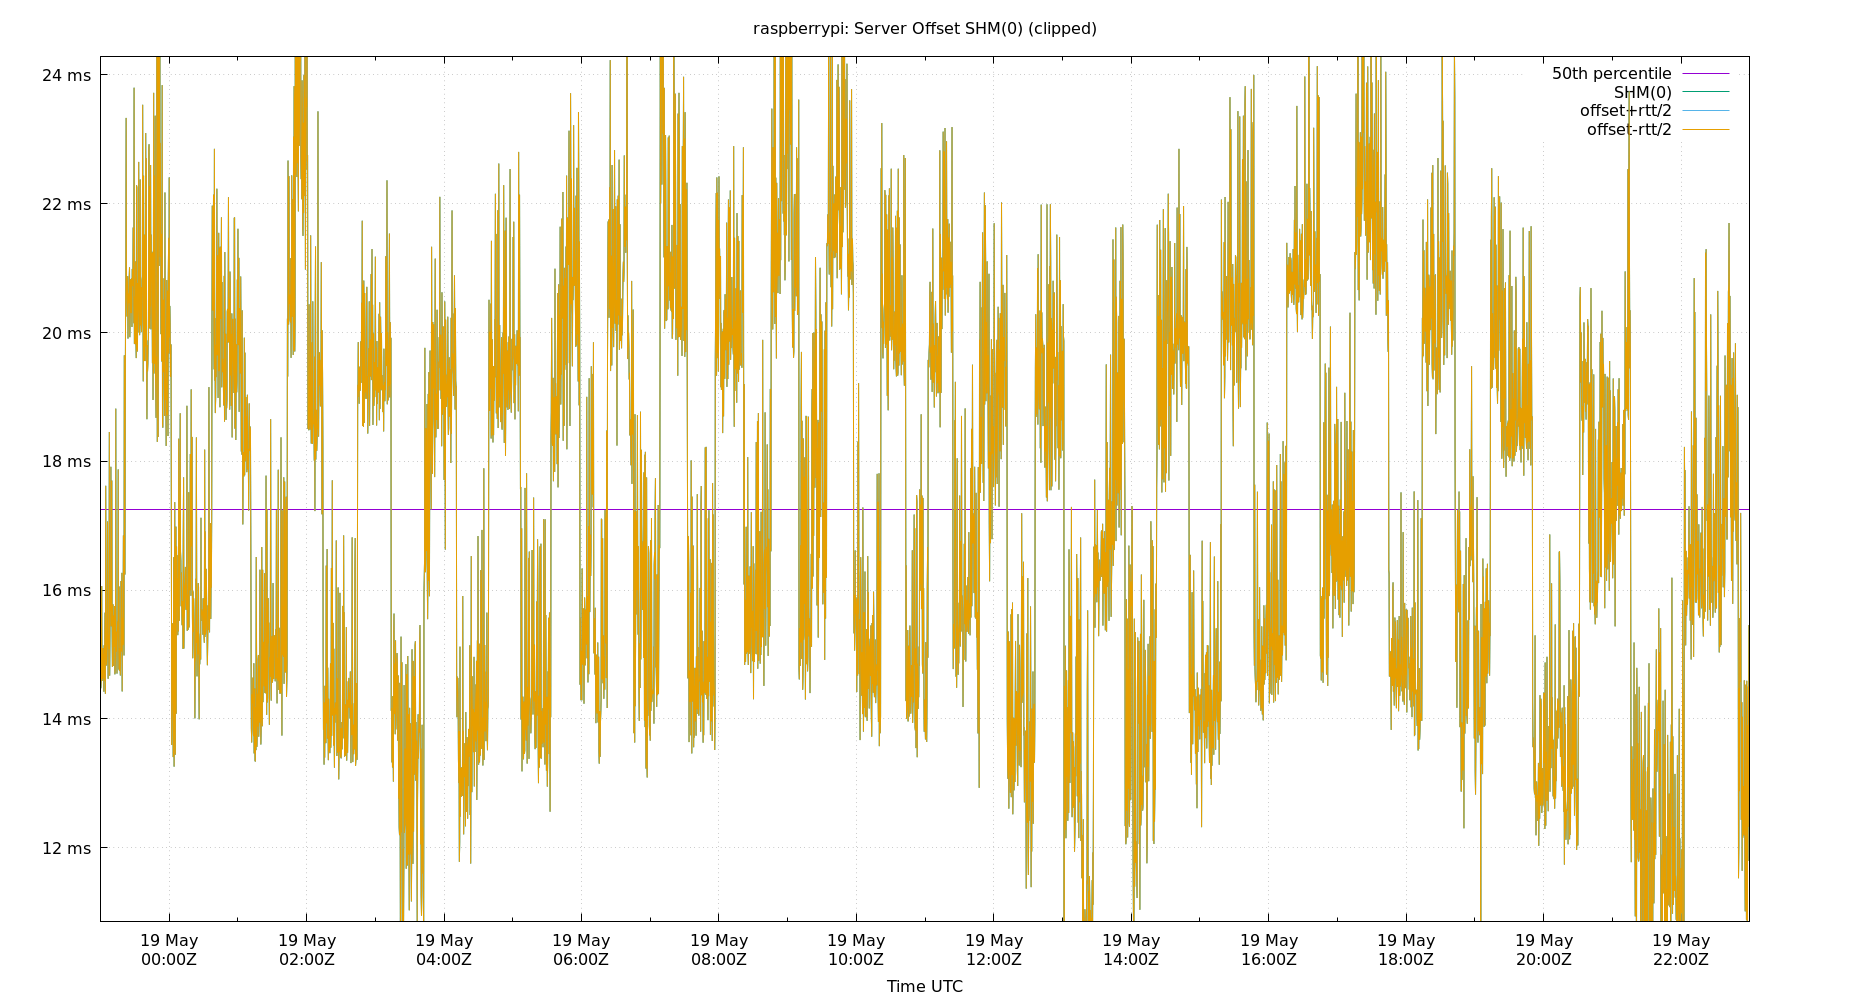 raspberrypi: Server Offset SHM(0) (clipped)
24 ms
22 ms
20 ms
18 ms
16 ms
14 ms
12 ms
50th percentile
SHM(0)
offset+rtt/2
offset-rtt/2
19 May 19 May 19 May 19 May 19 May 19 May 19 May 19 May 19 May 19 May 19 May 19 May
00:00Z 02:00Z 04:00Z 06:00Z 08:00Z 10:00Z 12:00Z 14:00Z 16:00Z 18:00Z 20:00Z 22:00Z
Time UTC